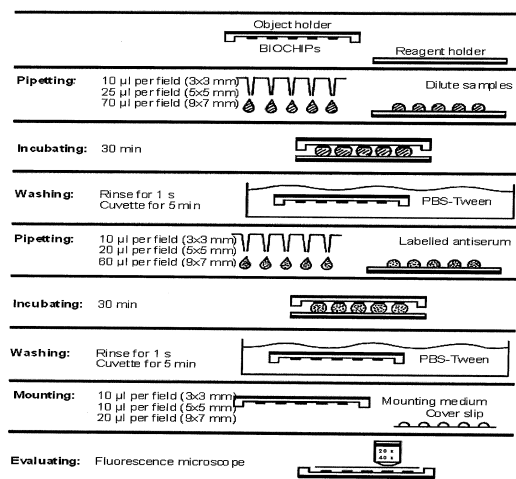 Object holder
BIOCHIPs
Reagent holder
Pipetting: 10 µl per field (3x3 mm)
25 µl per field (5x5 mm)
70 µl per field (9x7 mm)
Dilute samples
Incubating: 30 min
Washing: Rinse for 1 s
Cuvette for 5 min
PBS-Tween
Pipetting: 10 µl per field (3x3 mm)
20 µl per field (5x5 mm)
60 µl per field (9x7 mm)
Labelled antiserum
Incubating: 30 min
Washing: Rinse for 1 s
Cuvette for 5 min
PBS-Tween
Mounting: 10 µl per field (3x3 mm)
10 µl per field (5x5 mm)
20 µl per field (9x7 mm)
Mounting medium
Cover slip
Evaluating: Fluorescence microscope
20 x
40 x